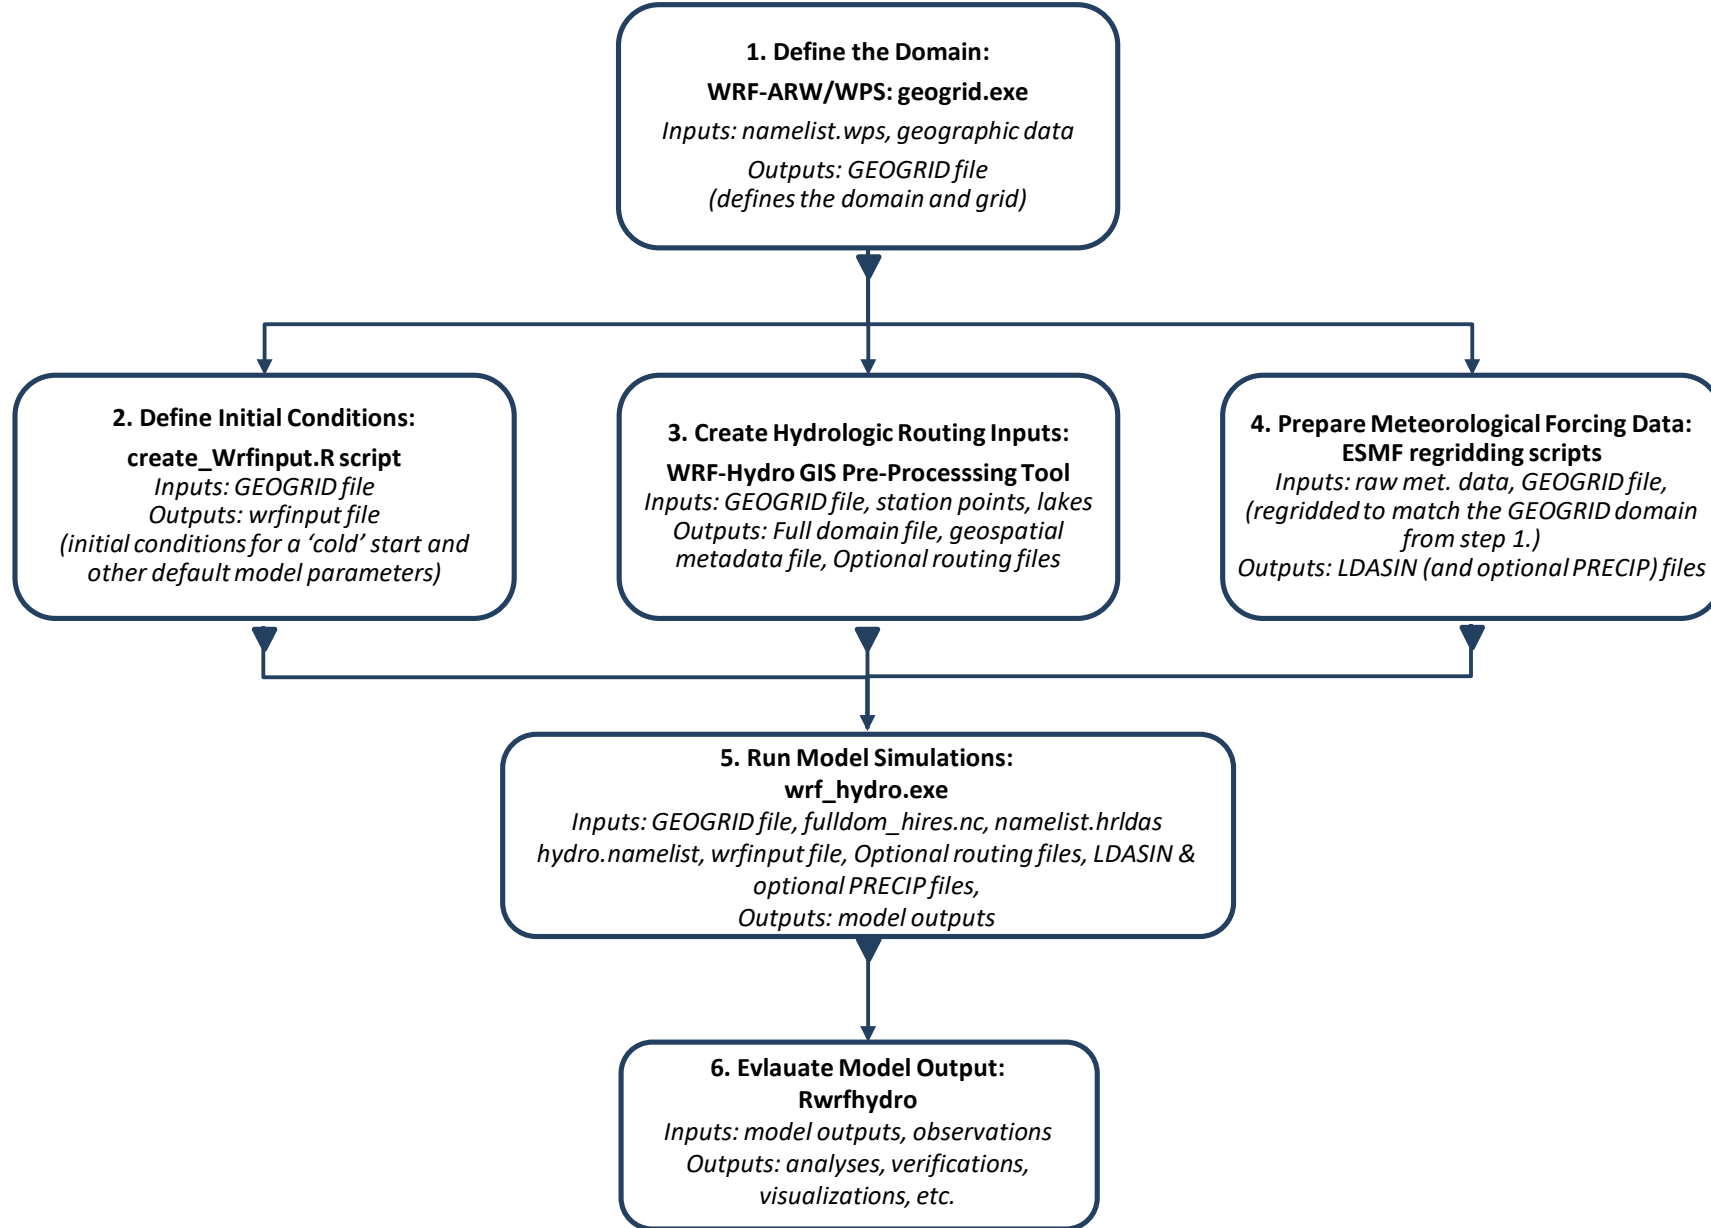 1. Define the Domain:
WRF-ARW/WPS: geogrid.exe
Inputs: namelist.wps, geographic data
Outputs: GEOGRID file
(defines the domain and grid)
2. Define Initial Conditions:
create_Wrfinput.R script
Inputs: GEOGRID file
Outputs: wrfinput file
(initial conditions for a ‘cold’ start and
other default model parameters)
3. Create Hydrologic Routing Inputs:
WRF-Hydro GIS Pre-Processsing Tool
Inputs: GEOGRID file, station points, lakes
Outputs: Full domain file, geospatial
metadata file, Optional routing files
4. Prepare Meteorological Forcing Data:
ESMF regridding scripts
Inputs: raw met. data, GEOGRID file,
(regridded to match the GEOGRID domain
from step 1.)
Outputs: LDASIN (and optional PRECIP) files
5. Run Model Simulations:
wrf_hydro.exe
Inputs: GEOGRID file, fulldom_hires.nc, namelist.hrldas
hydro.namelist, wrfinput file, Optional routing files, LDASIN &
optional PRECIP files,
Outputs: model outputs
6. Evlauate Model Output:
Rwrfhydro
Inputs: model outputs, observations
Outputs: analyses, verifications,
visualizations, etc.